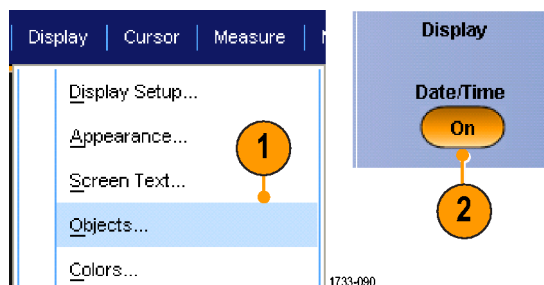 Display | Cursor | Measure |
Display Setup...
Appearance...
Screen Text...
Objects...
Colors...
1
Display
Date/Time
On
2
1733-090